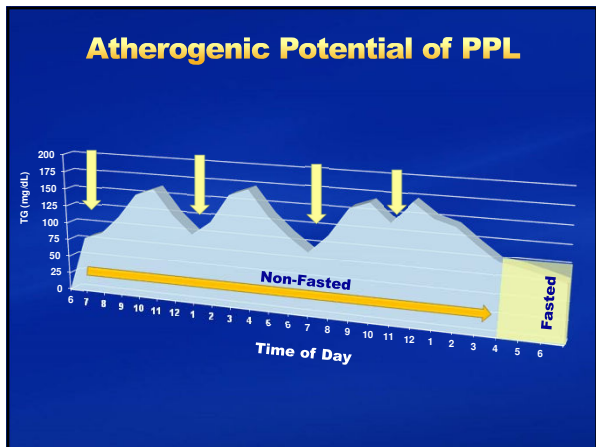 Atherogenic Potential of PPL
200
175
150
125
100
75
50
25
0
TG (mg/dL)
Non-Fasted
Fasted
6 7 8 9 10 11 12 1 2 3 4 5 6 7 8 9 10 11 12 1 2 3 4 5 6
Time of Day